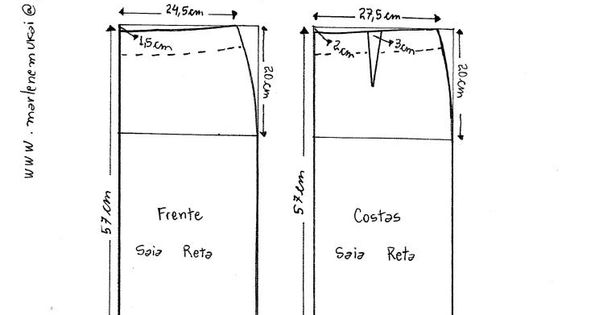 www.marlenemukai@
24,5cm
1,5cm
20cm
57cm
Frente
Saia Reta
27,5cm
2cm
3cm
20cm
57cm
Costas
Saia Reta